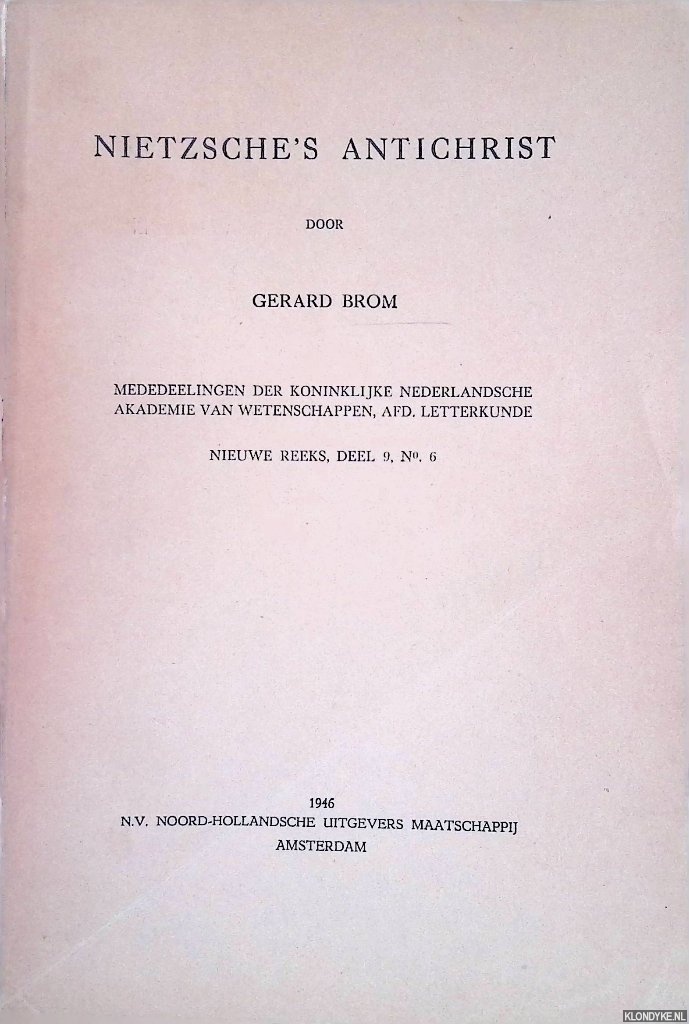 NIETZSCHE'S ANTICHRIST
DOOR
GERARD BROM
MEDEDEELINGEN DER KONINKLIJKE NEDERLANDSCHE
AKADEMIE VAN WETENSCHAPPEN, AFD. LETTERKUNDE
NIEUWE REEKS, DEEL 9, No. 6
1946
N.V. NOORD-HOLLANDSCHE UITGEVERS MAATSCHAPPIJ
AMSTERDAM
KLONDYKE.NL